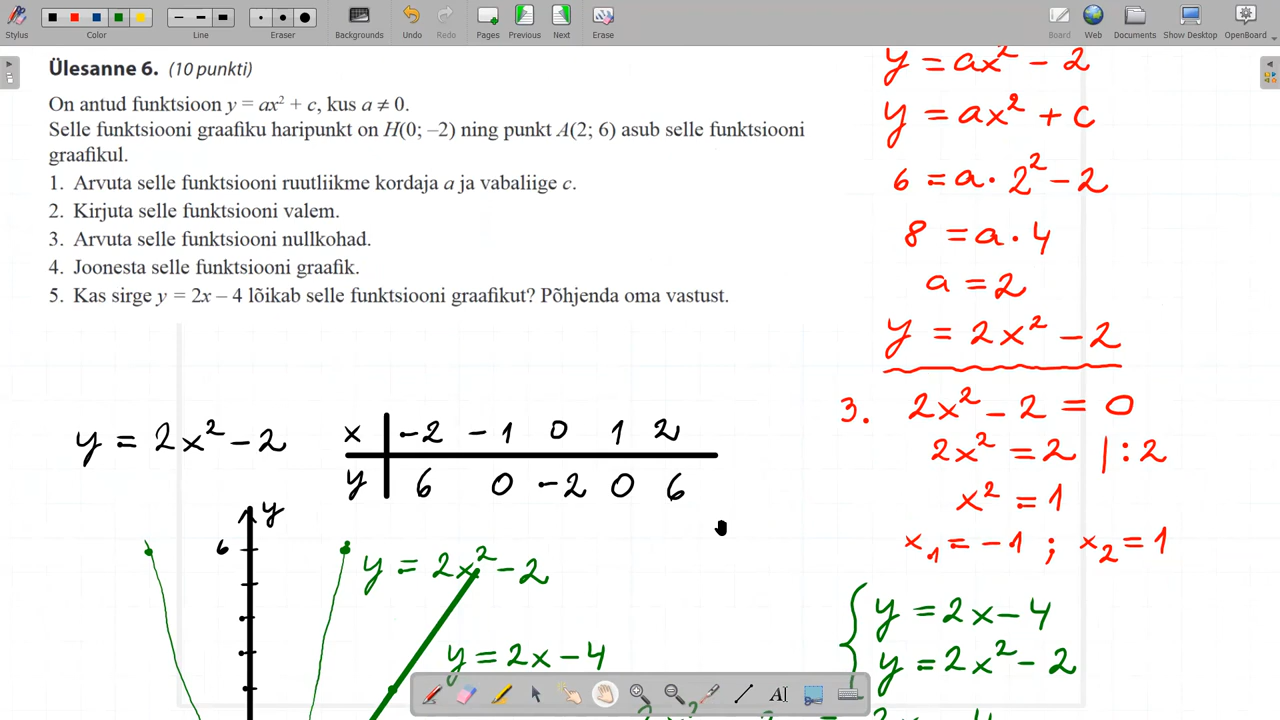 Stylus Color Line Eraser Backgrounds Undo Redo Pages Previous Next Erase Board Web Documents Show Desktop OpenBoard
Ülesanne 6. (10 punkti)
On antud funktsioon y = ax² + c, kus a ≠ 0.
Selle funktsiooni graafiku haripunkt on H(0; –2) ning punkt A(2; 6) asub selle funktsiooni
graafikul.
1. Arvuta selle funktsiooni ruutliikme kordaja a ja vabaliige c.
2. Kirjuta selle funktsiooni valem.
3. Arvuta selle funktsiooni nullkohad.
4. Joonesta selle funktsiooni graafik.
5. Kas sirge y = 2x – 4 lõikab selle funktsiooni graafikut? Põhjenda oma vastust.
y = 2x² – 2
x –2 –1 0 1 2
y 6 0 –2 0 6
y
6
y = 2x² – 2
y = 2x – 4
y = ax² – 2
y = ax² + c
6 = a · 2² – 2
8 = a · 4
a = 2
y = 2x² – 2
3. 2x² – 2 = 0
2x² = 2 | : 2
x² = 1
x₁ = –1 ; x₂ = 1
y = 2x – 4
y = 2x² – 2